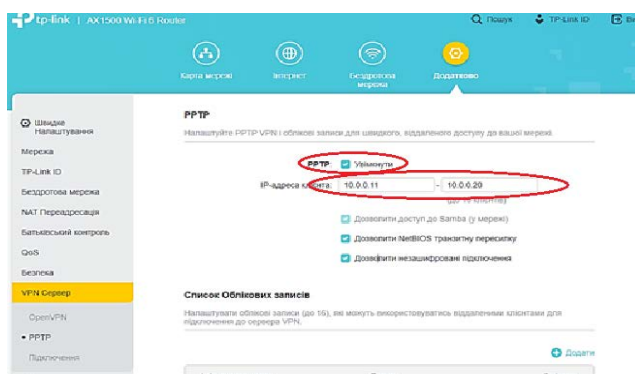 tp-link | AX1500 Wi-Fi 6 Router
Пошук
TP-Link ID
Карта мережі
Інтернет
Бездротова мережа
Додатково
Швидке Налаштування
Мережа
TP-Link ID
Бездротова мережа
NAT Переадресація
Батьківський контроль
QoS
Безпека
VPN Сервер
OpenVPN
PPTP
Підключення
PPTP
Налаштуйте PPTP VPN і облікові записи для швидкого, віддаленого доступу до вашої мережі.
PPTP: Увімкнути
IP-адреса клієнта: 10.0.0.11 - 10.0.0.20
Дозволити доступ до Samba (у мережі)
Дозволити NetBIOS транзитну пересилку
Дозволити незашифровані підключення
Список Облікових записів
Налаштувати облікові записи (до 16), які можуть використовуватись віддаленими клієнтами для
підключення до сервера VPN.
Додати